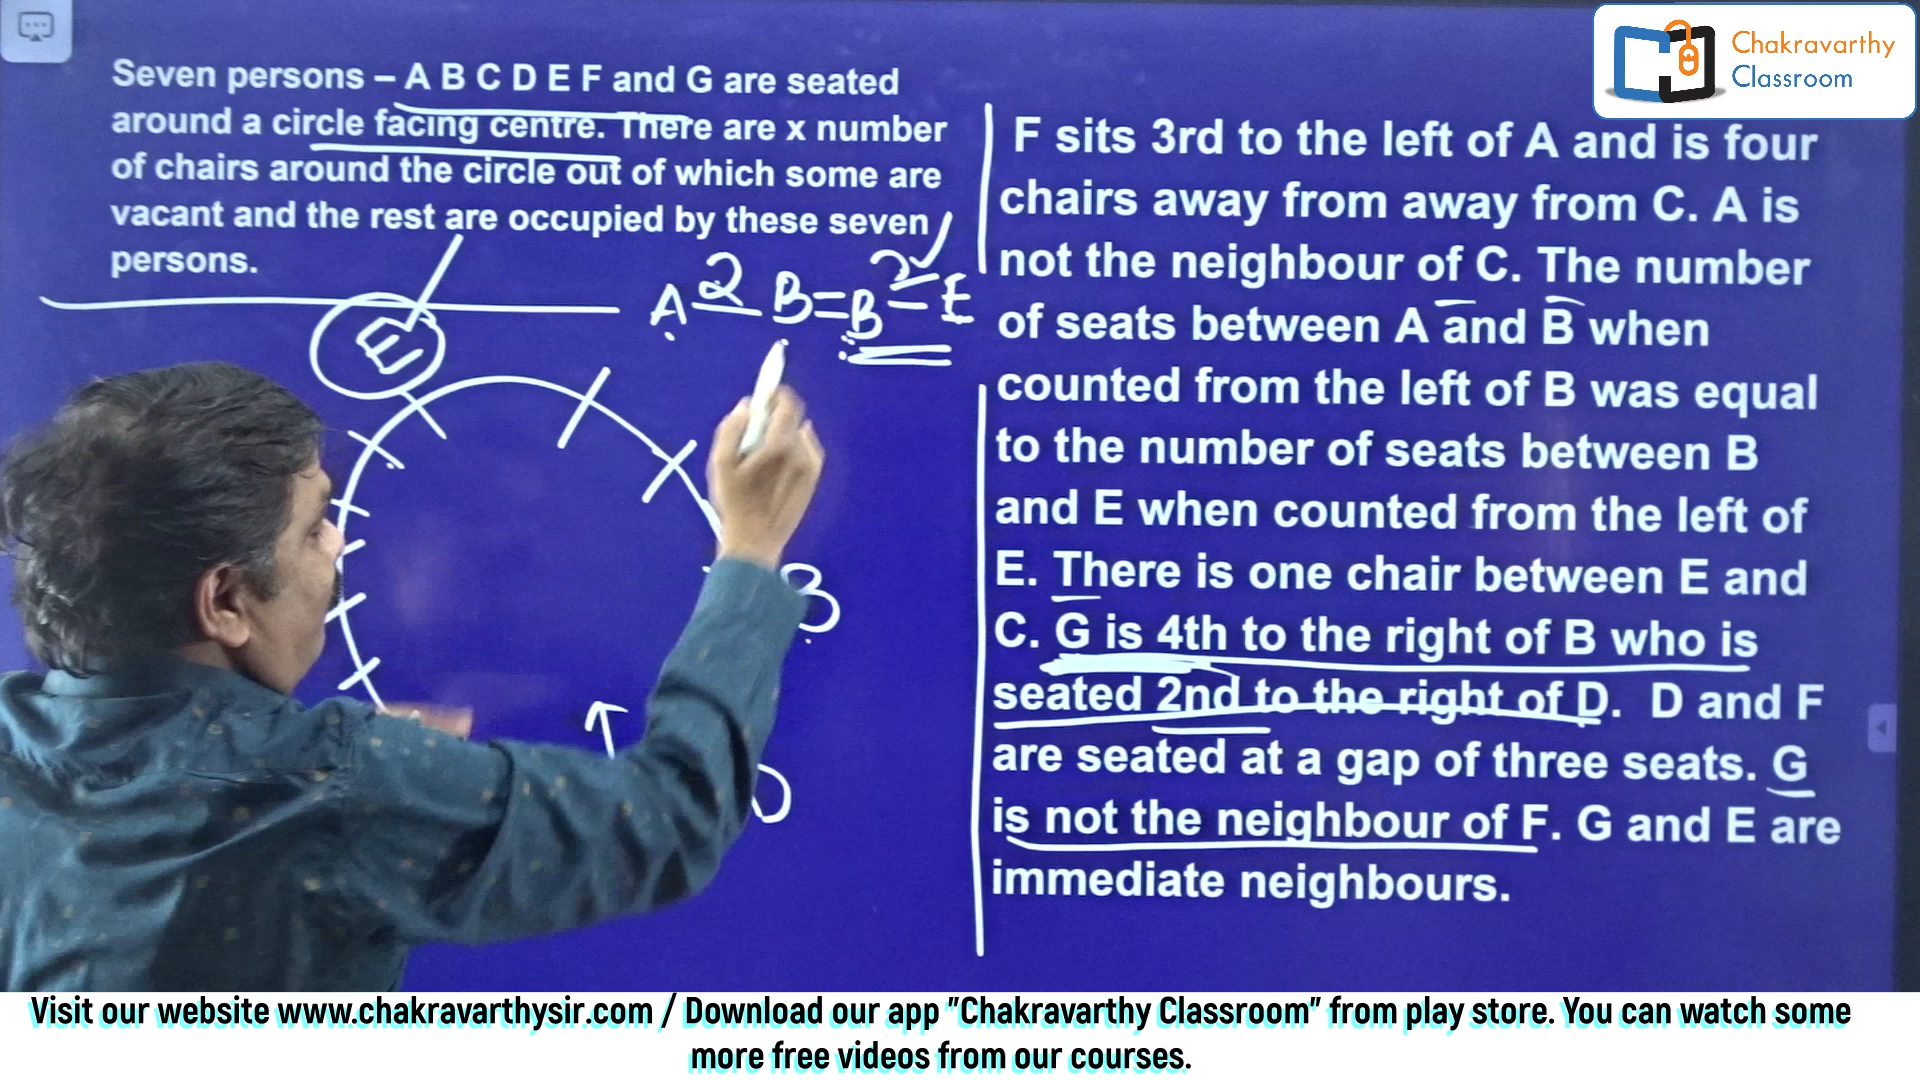 Chakravarthy
Classroom
Seven persons – A B C D E F and G are seated
around a circle facing centre. There are x number
of chairs around the circle out of which some are
vacant and the rest are occupied by these seven
persons.
A 2 B = B 2 E
E
B
D
F sits 3rd to the left of A and is four
chairs away from away from C. A is
not the neighbour of C. The number
of seats between A and B when
counted from the left of B was equal
to the number of seats between B
and E when counted from the left of
E. There is one chair between E and
C. G is 4th to the right of B who is
seated 2nd to the right of D. D and F
are seated at a gap of three seats. G
is not the neighbour of F. G and E are
immediate neighbours.
Visit our website www.chakravarthysir.com / Download our app "Chakravarthy Classroom" from play store. You can watch some
more free videos from our courses.